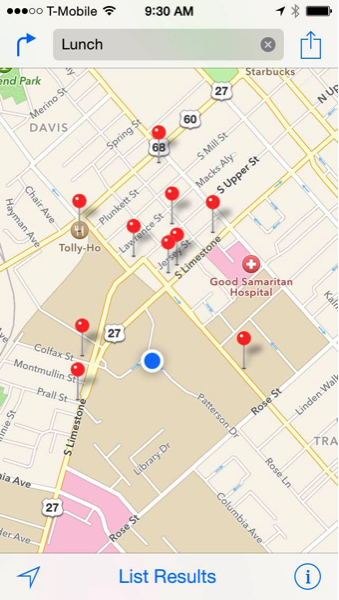 T-Mobile
9:30 AM
Lunch
Starbucks
end Park
27
Merino St
DAVIS
60
Spring St
68
S Mill St
Macks Aly
S Upper St
Chair Ave
Plunkett St
Hayman Ave
Lawrence St
Tolly-Ho
Jersey St
S Limestone
Good Samaritan
Hospital
27
Colfax St
Montmullin St
Prall St
Linden Walk
Rose St
Patterson Dr
S Limestone
TRA
Library Dr
Rose Ln
nia Ave
Columbia Ave
27
Rose St
List Results